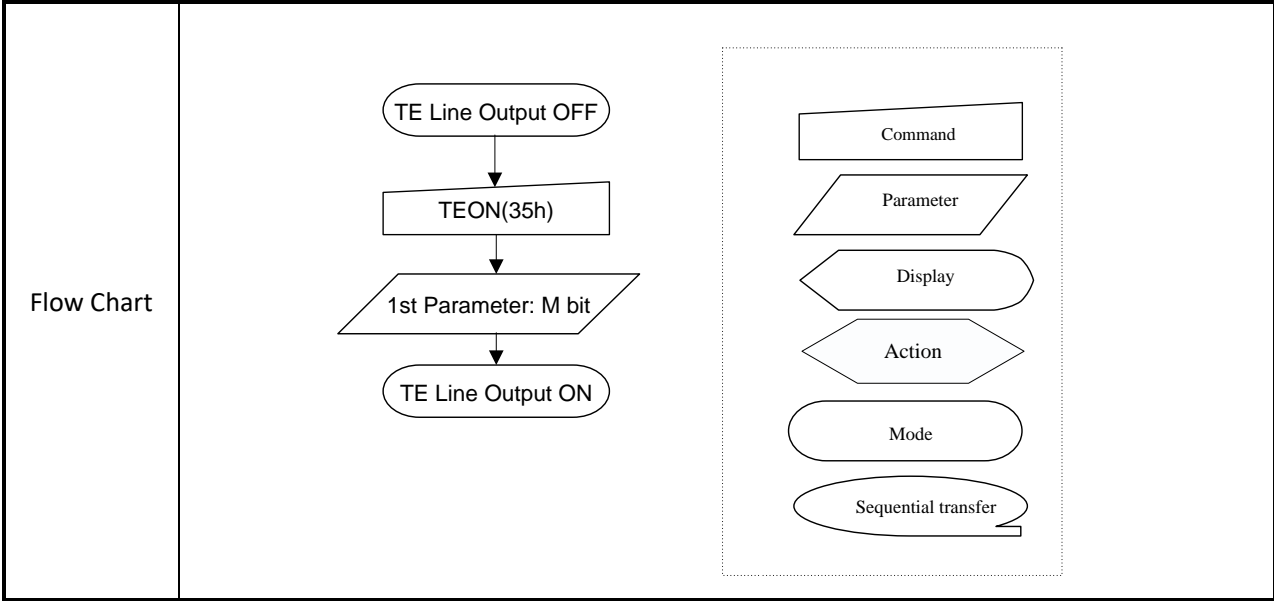 Flow Chart
TE Line Output OFF
TEON(35h)
1st Parameter: M bit
TE Line Output ON
Command
Parameter
Display
Action
Mode
Sequential transfer